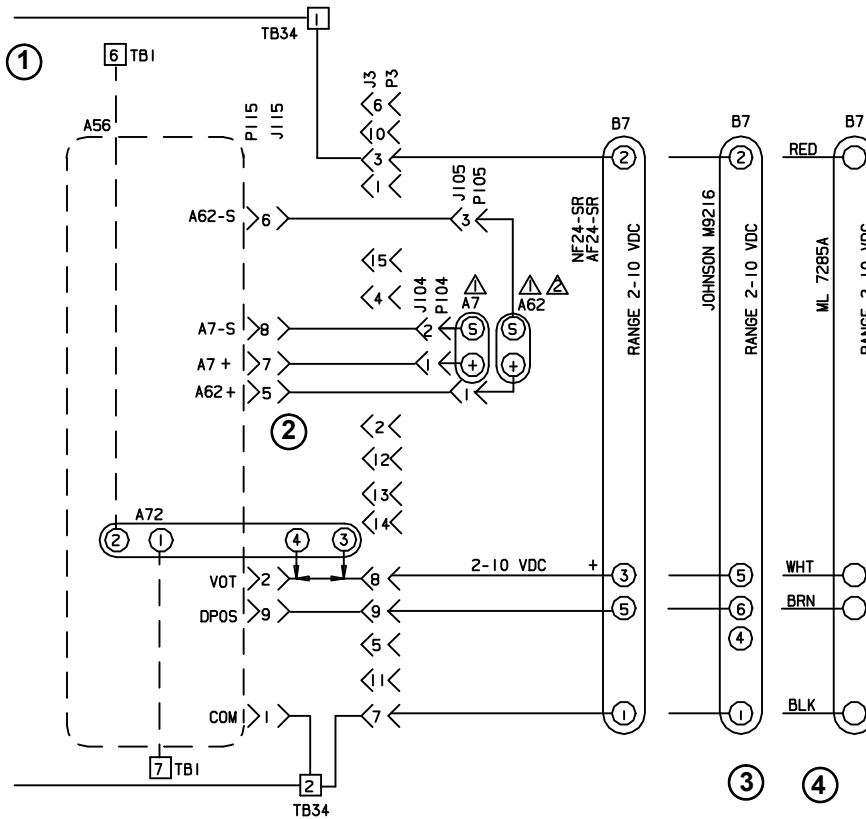 1
TB34
1
6 TB1
A56
P115
J115
J3
P3
6
10
3
1
B7
2
B7
2
B7
RED
A62-S 6
J105
P105
3
NF24-SR
AF24-SR
RANGE 2-10 VDC
JOHNSON M9216
RANGE 2-10 VDC
ML 7285A
RANGE 2-10 VDC
15
4
J104
P104
1
A7
1 2
A62
A7-S 8
2
S
S
A7 + 7
1
+
+
A62+ 5
1
2
2
12
13
14
A72
2 1 4 3
VOT 2
8
2-10 VDC +
3
5
WHT
DPOS 9
9
5
6
BRN
5
4
11
COM 1
7
1
1
BLK
7 TB1
2
TB34
3
4